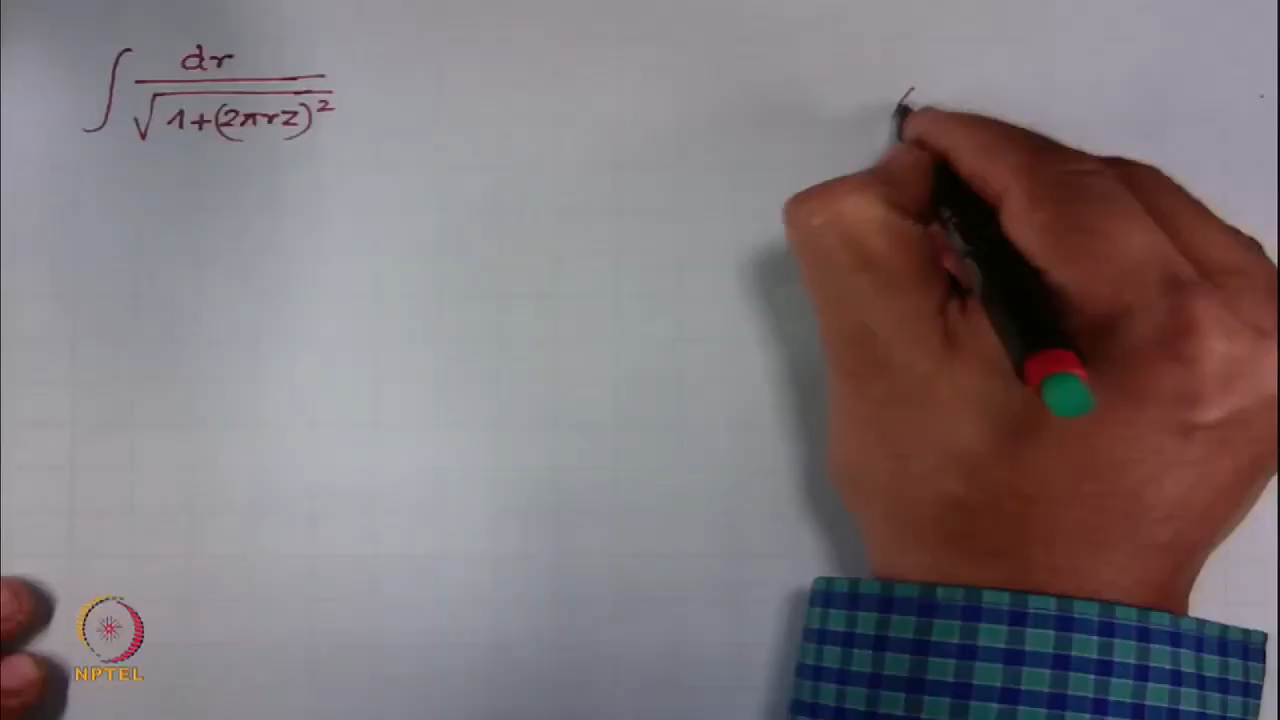 ∫ dr / √(1+(2πrz)²)
NPTEL